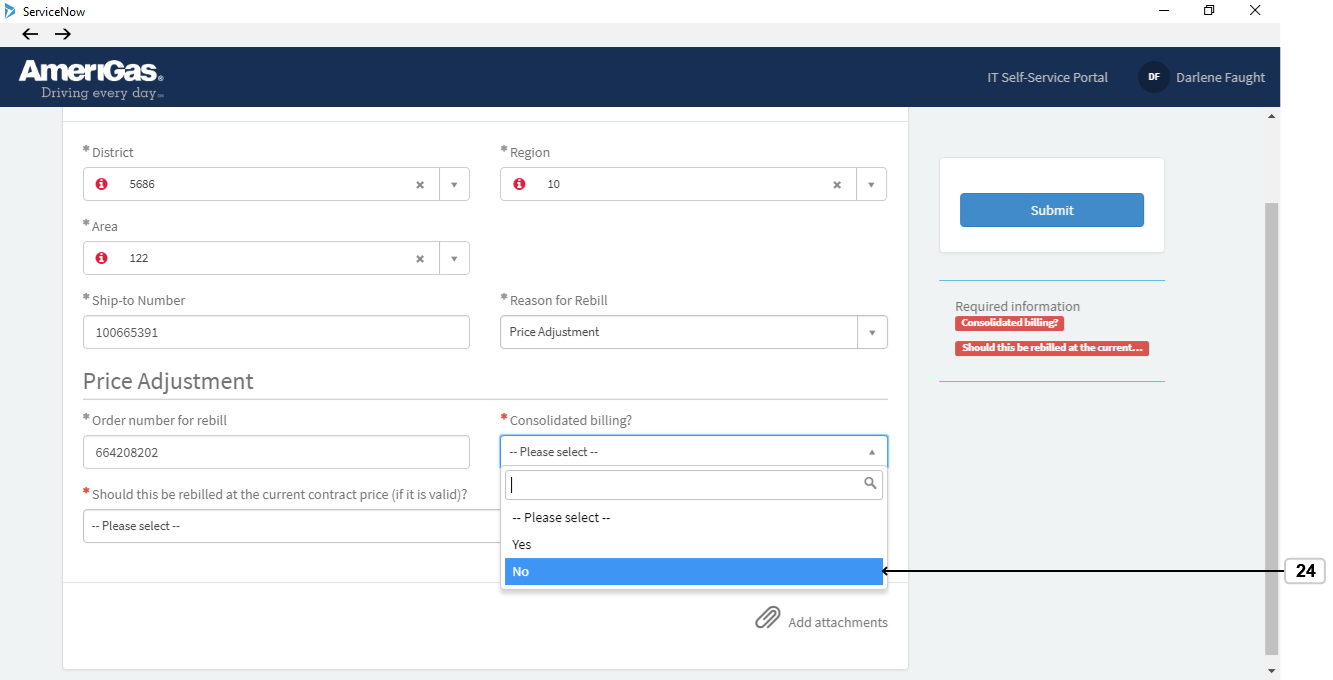 ServiceNow
AmeriGas®
Driving every day℠
IT Self-Service Portal
DF
Darlene Faught
* District
* Region
5686
10
* Area
122
* Ship-to Number
* Reason for Rebill
100665391
Price Adjustment
Price Adjustment
* Order number for rebill
* Consolidated billing?
664208202
-- Please select --
* Should this be rebilled at the current contract price (if it is valid)?
-- Please select --
-- Please select --
Yes
No
Add attachments
Submit
Required information
Consolidated billing?
Should this be rebilled at the current...
24